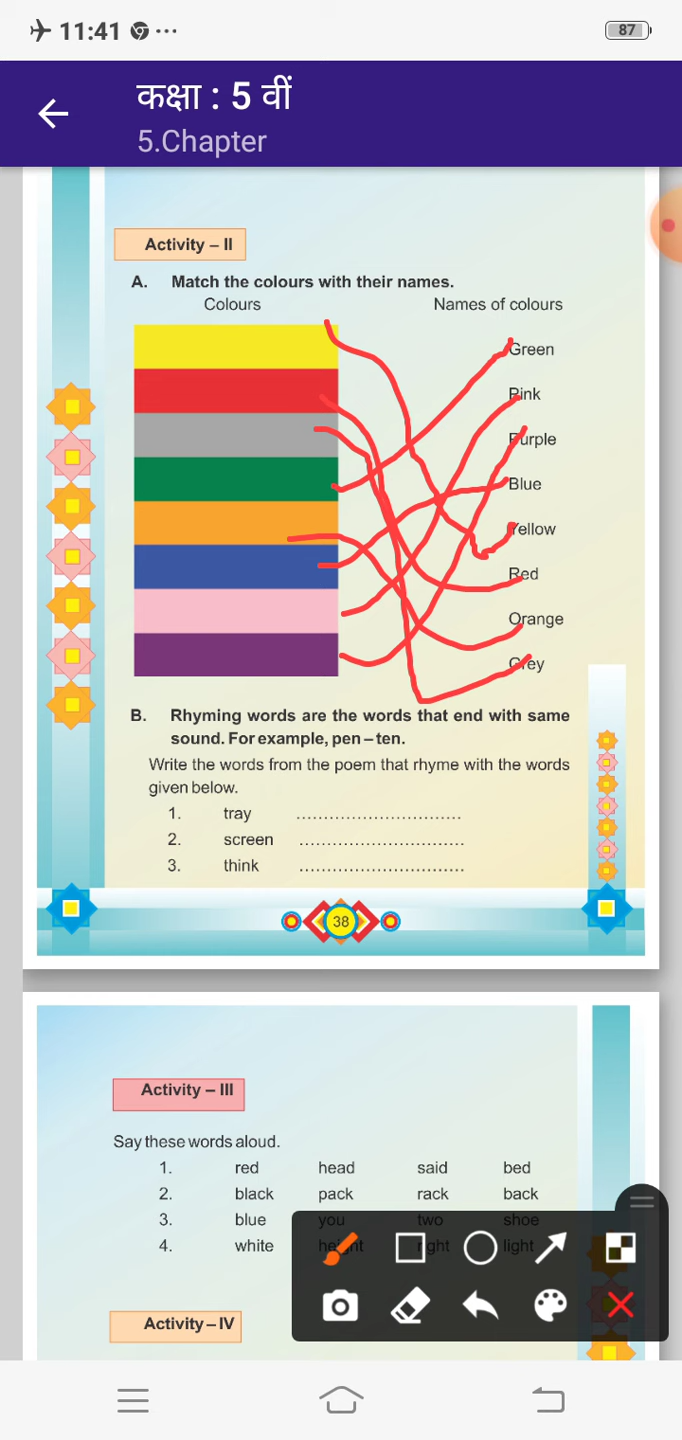 11:41
87
कक्षा : 5 वीं
5.Chapter
Activity – II
A. Match the colours with their names.
Colours Names of colours
Green
Pink
Purple
Blue
Yellow
Red
Orange
Grey
B. Rhyming words are the words that end with same
sound. For example, pen – ten.
Write the words from the poem that rhyme with the words
given below.
1. tray ..............................
2. screen ..............................
3. think ..............................
38
Activity – III
Say these words aloud.
1. red head said bed
2. black pack rack back
3. blue you two shoe
4. white height light
Activity – IV